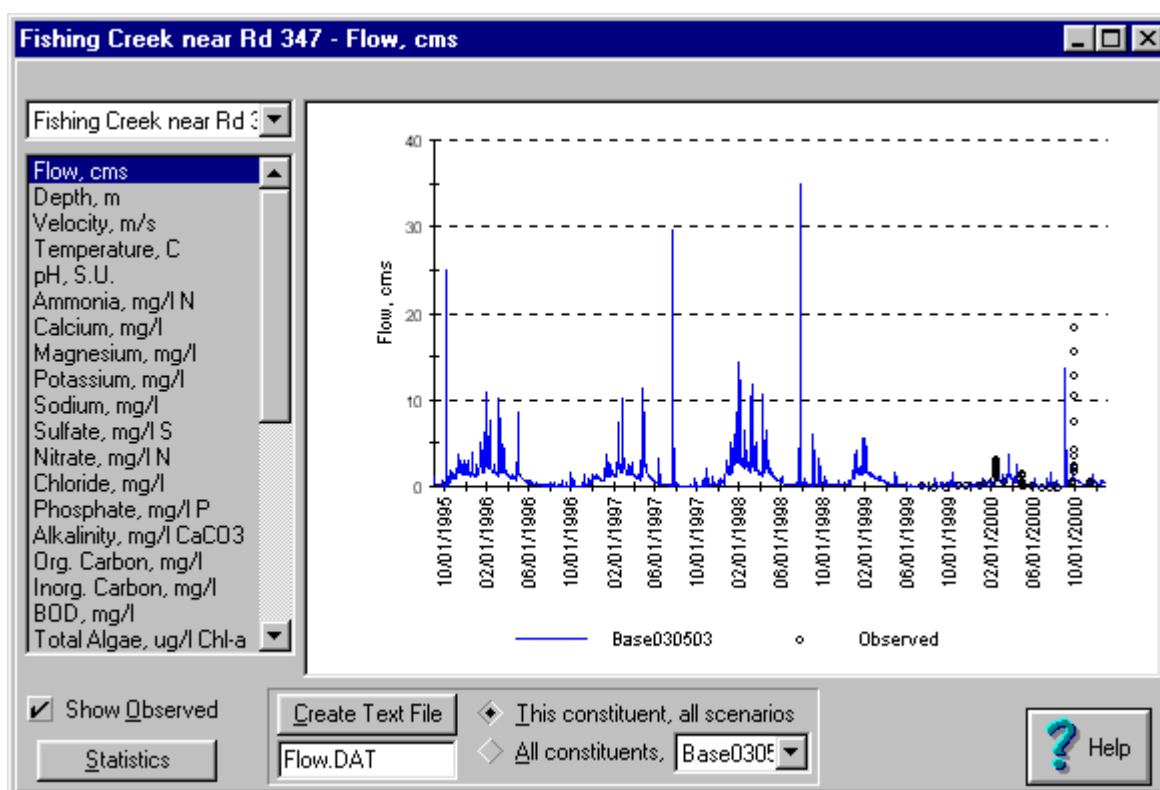 Fishing Creek near Rd 347 - Flow, cms
Fishing Creek near Rd 3
Flow, cms
Depth, m
Velocity, m/s
Temperature, C
pH, S.U.
Ammonia, mg/l N
Calcium, mg/l
Magnesium, mg/l
Potassium, mg/l
Sodium, mg/l
Sulfate, mg/l S
Nitrate, mg/l N
Chloride, mg/l
Phosphate, mg/l P
Alkalinity, mg/l CaCO3
Org. Carbon, mg/l
Inorg. Carbon, mg/l
BOD, mg/l
Total Algae, ug/l Chl-a
Flow, cms
40
30
20
10
0
10/01/1995
02/01/1996
06/01/1996
10/01/1996
02/01/1997
06/01/1997
10/01/1997
02/01/1998
06/01/1998
10/01/1998
02/01/1999
06/01/1999
10/01/1999
02/01/2000
06/01/2000
10/01/2000
Base030503
Observed
Show Observed
Statistics
Create Text File
Flow.DAT
This constituent, all scenarios
All constituents,
Base0305
Help